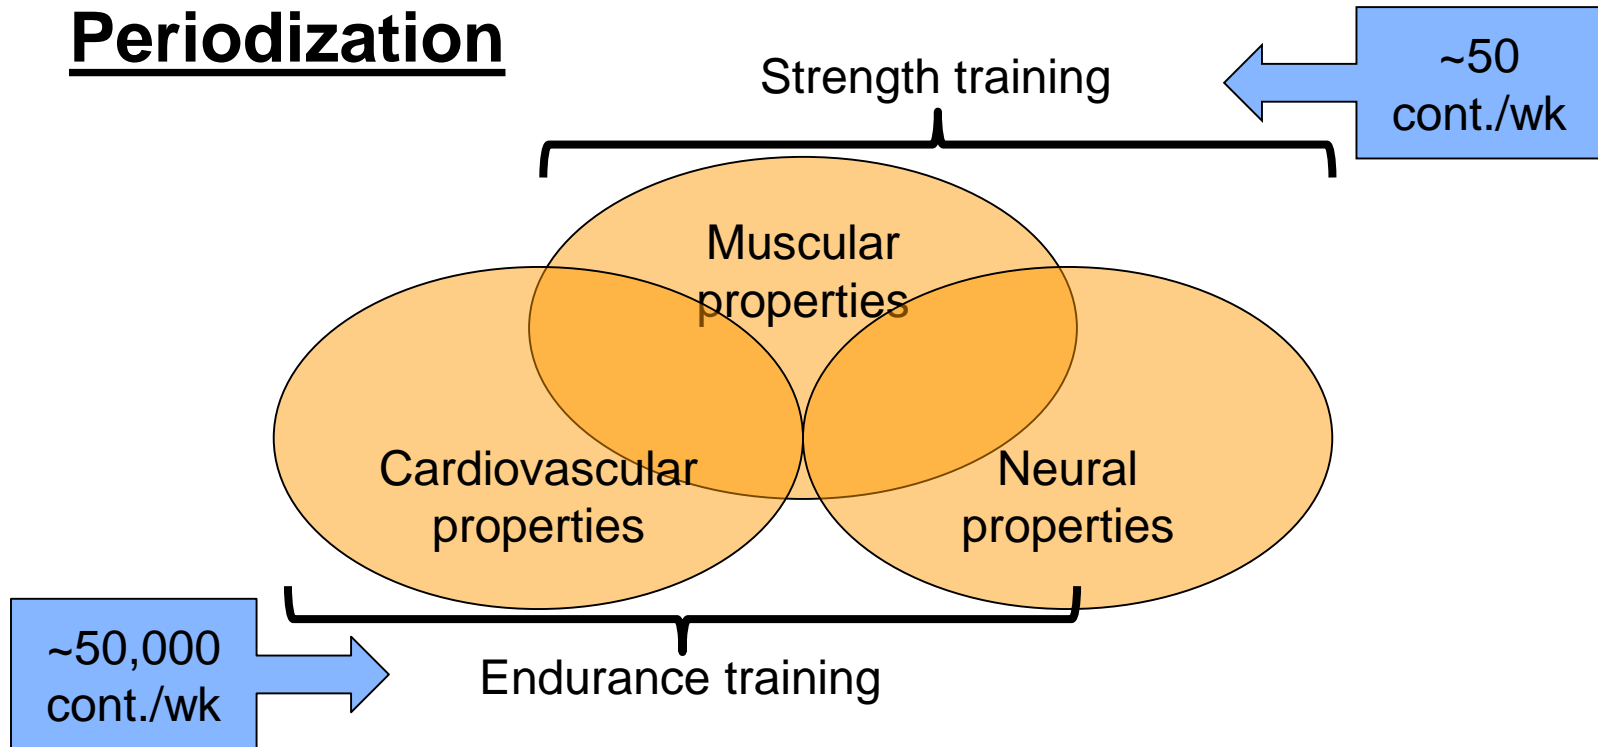 Periodization
Strength training
~50
cont./wk
Muscular
properties
Cardiovascular
properties
Neural
properties
~50,000
cont./wk
Endurance training